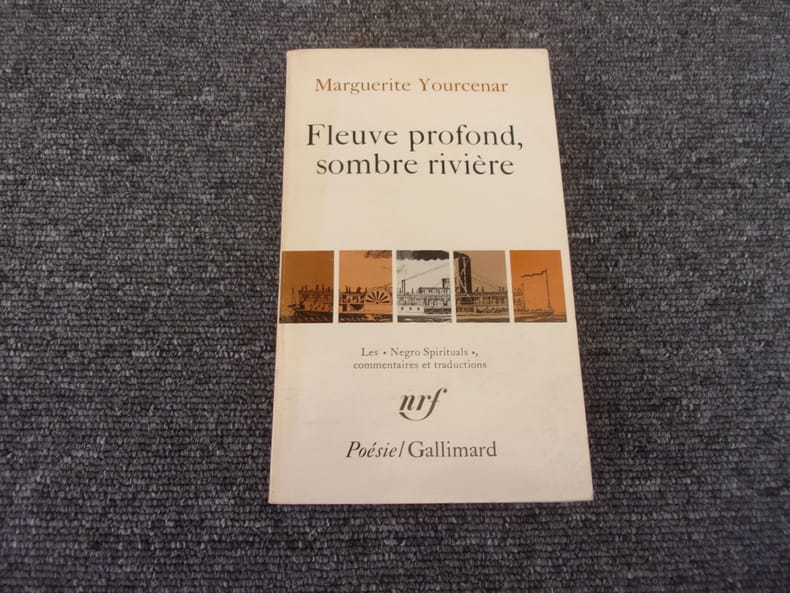 Marguerite Yourcenar
Fleuve profond,
sombre rivière
Les « Negro Spirituals »,
commentaires et traductions
nrf
Poésie/Gallimard